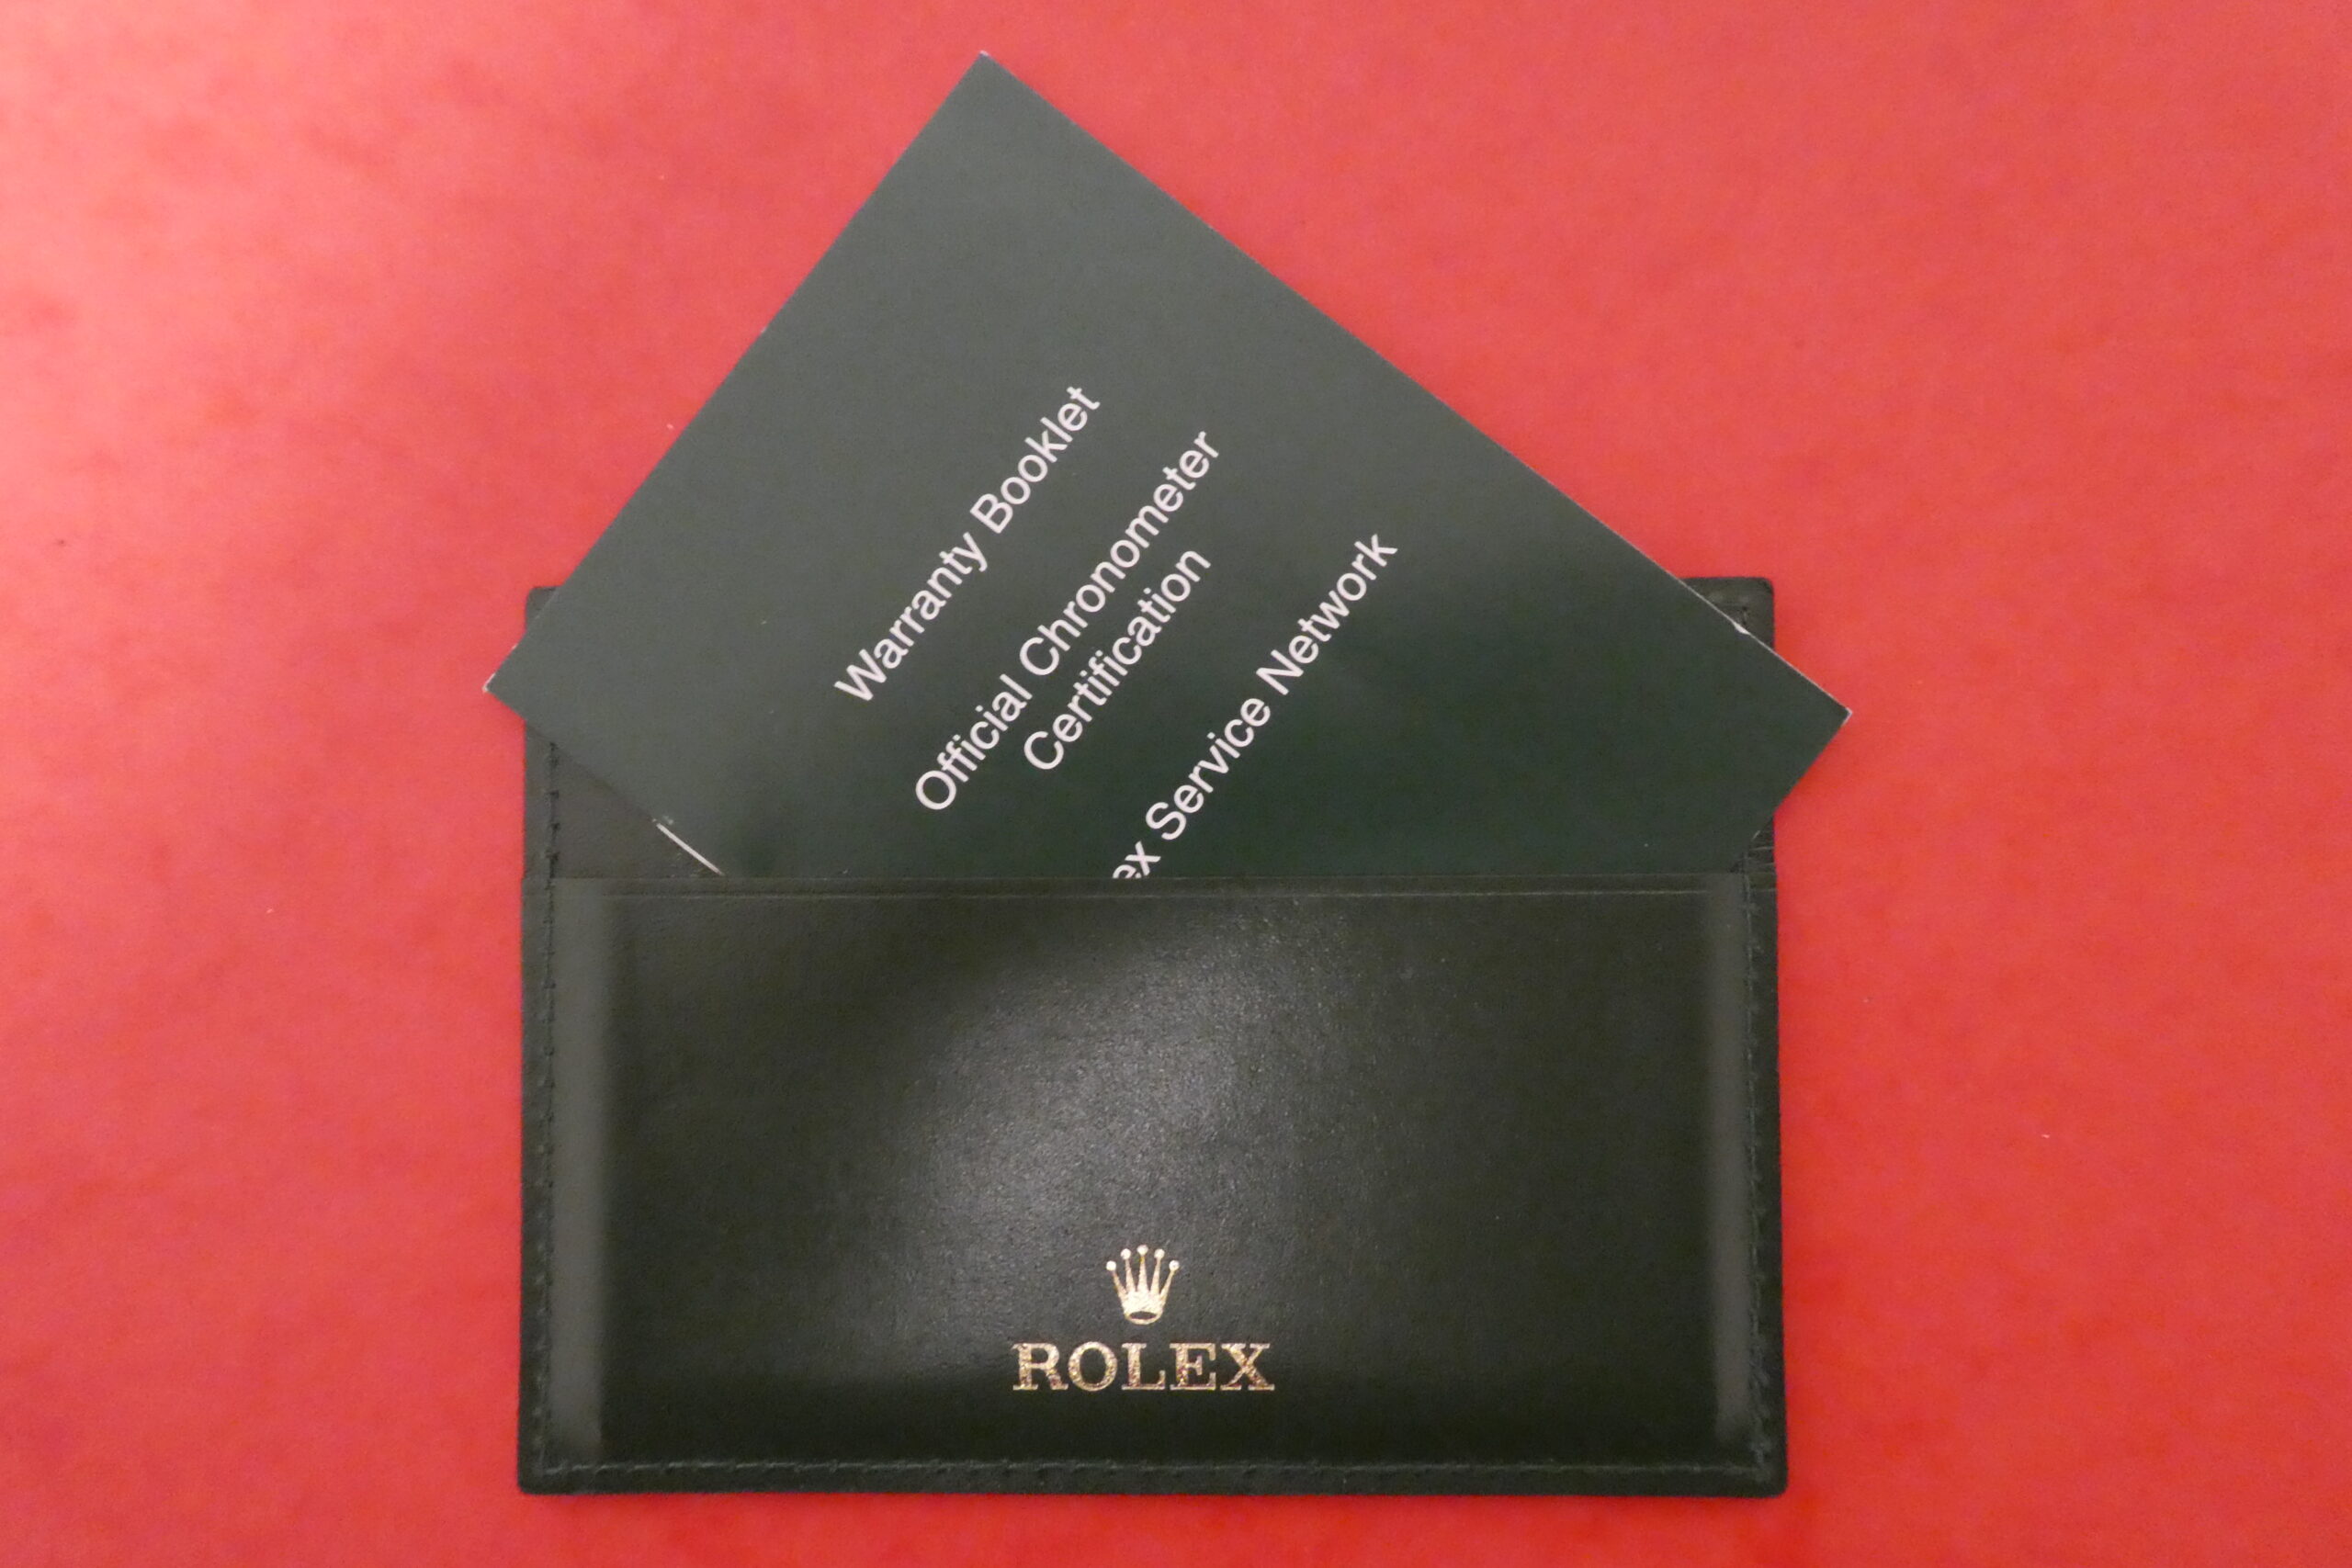 Warranty Booklet
Official Chronometer
Certification
ex Service Network
ROLEX